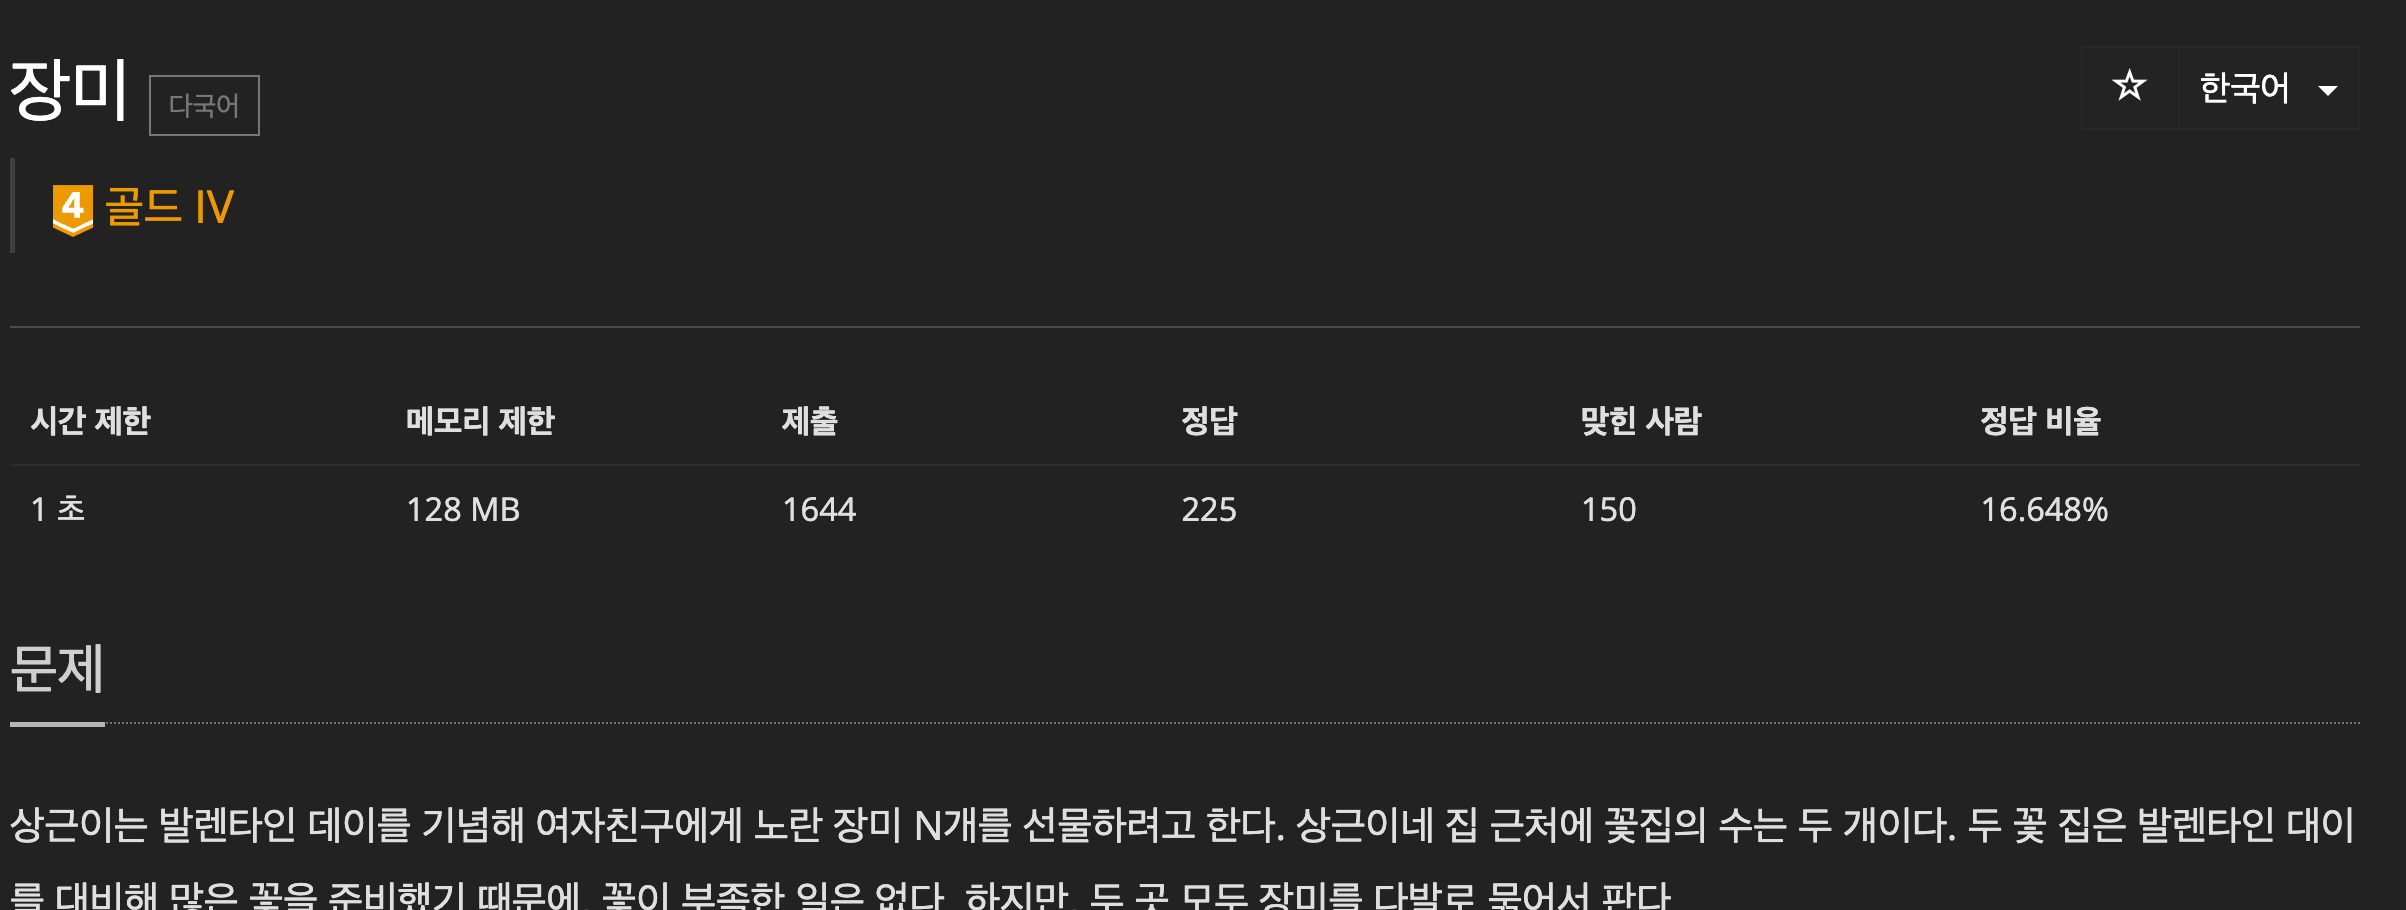 장미 다국어
한국어
4 골드 IV
시간 제한 메모리 제한 제출 정답 맞힌 사람 정답 비율
1 초 128 MB 1644 225 150 16.648%
문제
상근이는 발렌타인 데이를 기념해 여자친구에게 노란 장미 N개를 선물하려고 한다. 상근이네 집 근처에 꽃집의 수는 두 개이다. 두 꽃 집은 발렌타인 대이
를 대비해 많은 꽃을 준비했기 때문에, 꽃이 부족한 일은 없다. 하지만, 두 곳 모두 장미를 다발로 묶어서 판다.